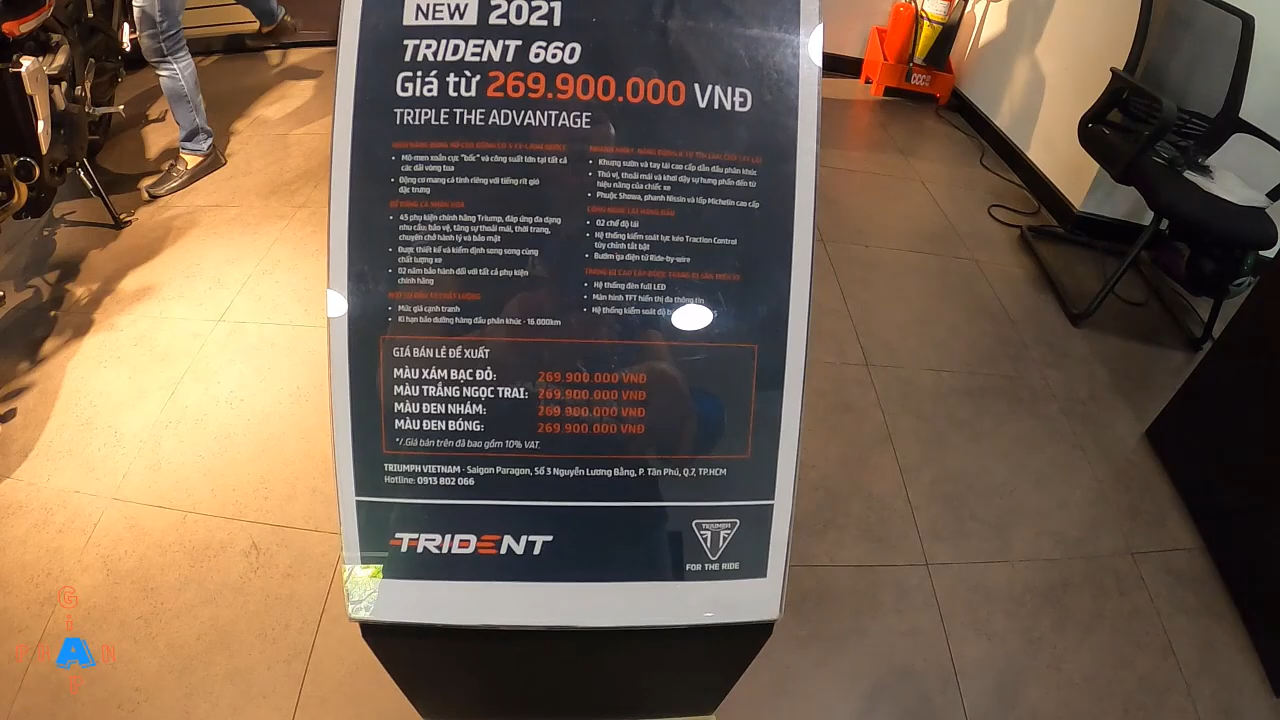 NEW 2021
TRIDENT 660
Giá từ 269.900.000 VNĐ
TRIPLE THE ADVANTAGE
• Mô-men xoắn cực "bốc" và công suất lớn tại tất cả
các dải vòng tua
• Động cơ mang cá tính riêng với tiếng rít gió
đặc trưng
• 45 phụ kiện chính hãng Triump, đáp ứng đa dạng
nhu cầu; bảo vệ, tăng sự thoải mái, thời trang,
chuyên chở hành lý và bảo mật
• Được thiết kế và kiểm định song song cùng
chất lượng xe
• 02 năm bảo hành đối với tất cả phụ kiện
chính hãng
• Mức giá cạnh tranh
• Kì hạn bảo dưỡng hàng đầu phân khúc - 16.000km
• Khung sườn và tay lái cao cấp dẫn đầu phân khúc
• Thú vị, thoải mái và khơi dậy sự hưng phấn đến từ
hiệu năng của chiếc xe
• Phuộc Showa, phanh Nissin và lốp Michelin cao cấp
• 02 chế độ lái
• Hệ thống kiểm soát lực kéo Traction Control
tùy chỉnh tắt bật
• Bướm ga điện tử Ride-by-wire
• Hệ thống đèn full LED
• Màn hình TFT hiển thị đa thông tin
• Hệ thống kiểm soát độ
GIÁ BÁN LẺ ĐỀ XUẤT
MÀU XÁM BẠC ĐỎ: 269.900.000 VNĐ
MÀU TRẮNG NGỌC TRAI: 269.900.000 VNĐ
MÀU ĐEN NHÁM: 269.900.000 VNĐ
MÀU ĐEN BÓNG: 269.900.000 VNĐ
*/.Giá bán trên đã bao gồm 10% VAT.
TRIUMPH VIETNAM - Saigon Paragon, Số 3 Nguyễn Lương Bằng, P. Tân Phú, Q.7, TP.HCM
Hotline: 0913 802 066
TRIDENT
TRIUMPH
FOR THE RIDE
CCC